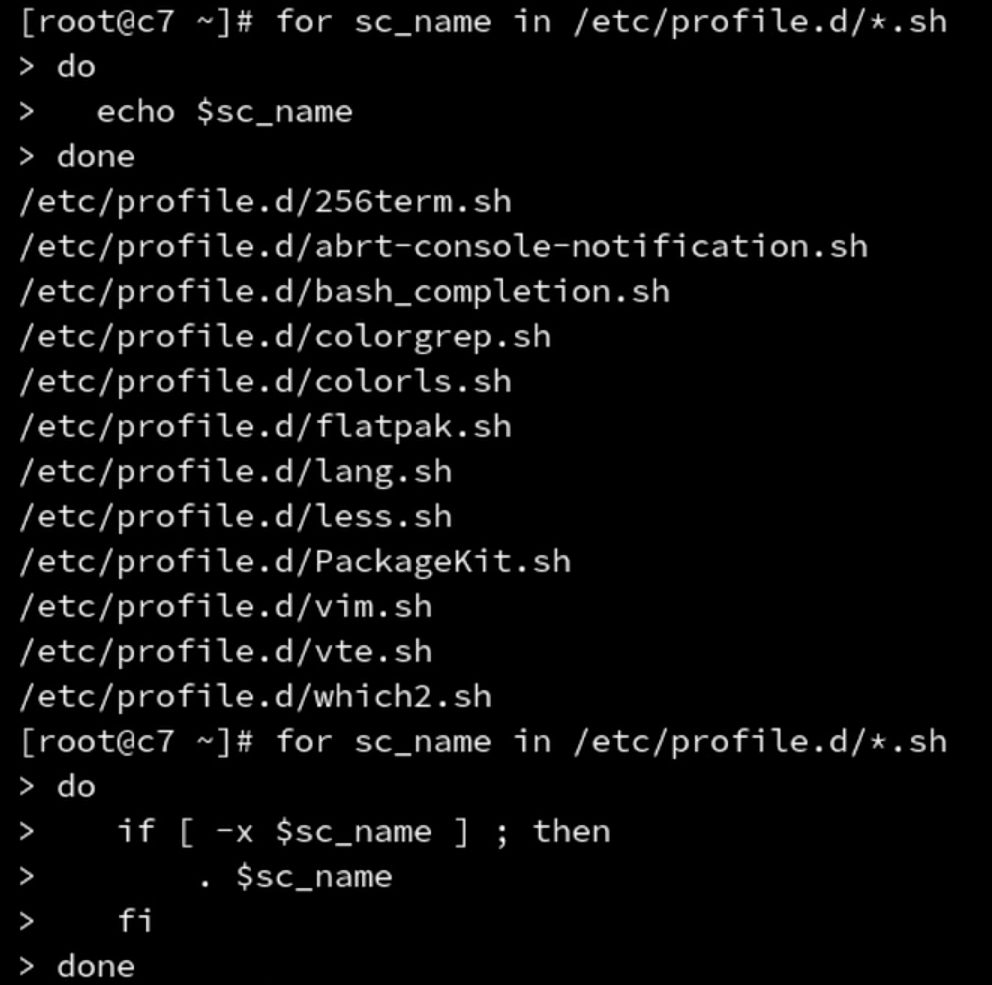 [root@c7 ~]# for sc_name in /etc/profile.d/*.sh
> do
>   echo $sc_name
> done
/etc/profile.d/256term.sh
/etc/profile.d/abrt-console-notification.sh
/etc/profile.d/bash_completion.sh
/etc/profile.d/colorgrep.sh
/etc/profile.d/colorls.sh
/etc/profile.d/flatpak.sh
/etc/profile.d/lang.sh
/etc/profile.d/less.sh
/etc/profile.d/PackageKit.sh
/etc/profile.d/vim.sh
/etc/profile.d/vte.sh
/etc/profile.d/which2.sh
[root@c7 ~]# for sc_name in /etc/profile.d/*.sh
> do
>    if [ -x $sc_name ] ; then
>        . $sc_name
>    fi
> done